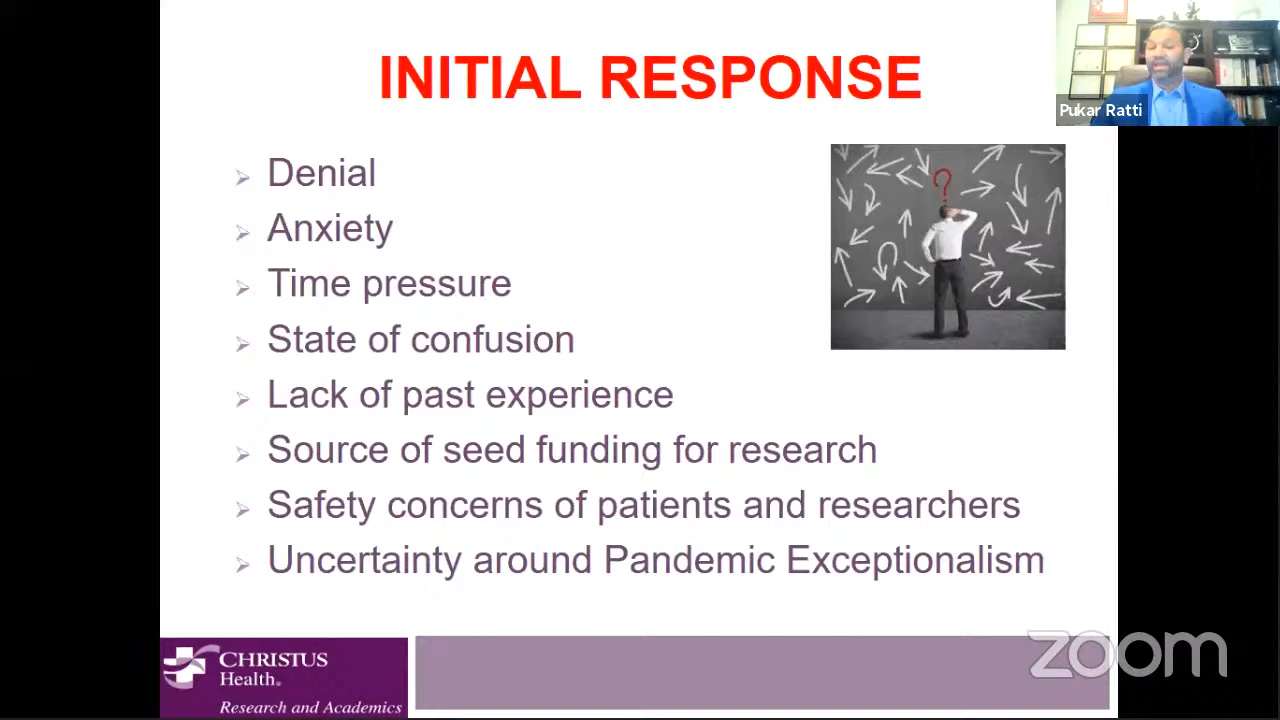 INITIAL RESPONSE
Pukar Ratti
Denial
Anxiety
Time pressure
State of confusion
Lack of past experience
Source of seed funding for research
Safety concerns of patients and researchers
Uncertainty around Pandemic Exceptionalism
?
CHRISTUS
Health®
Research and Academics
zoom